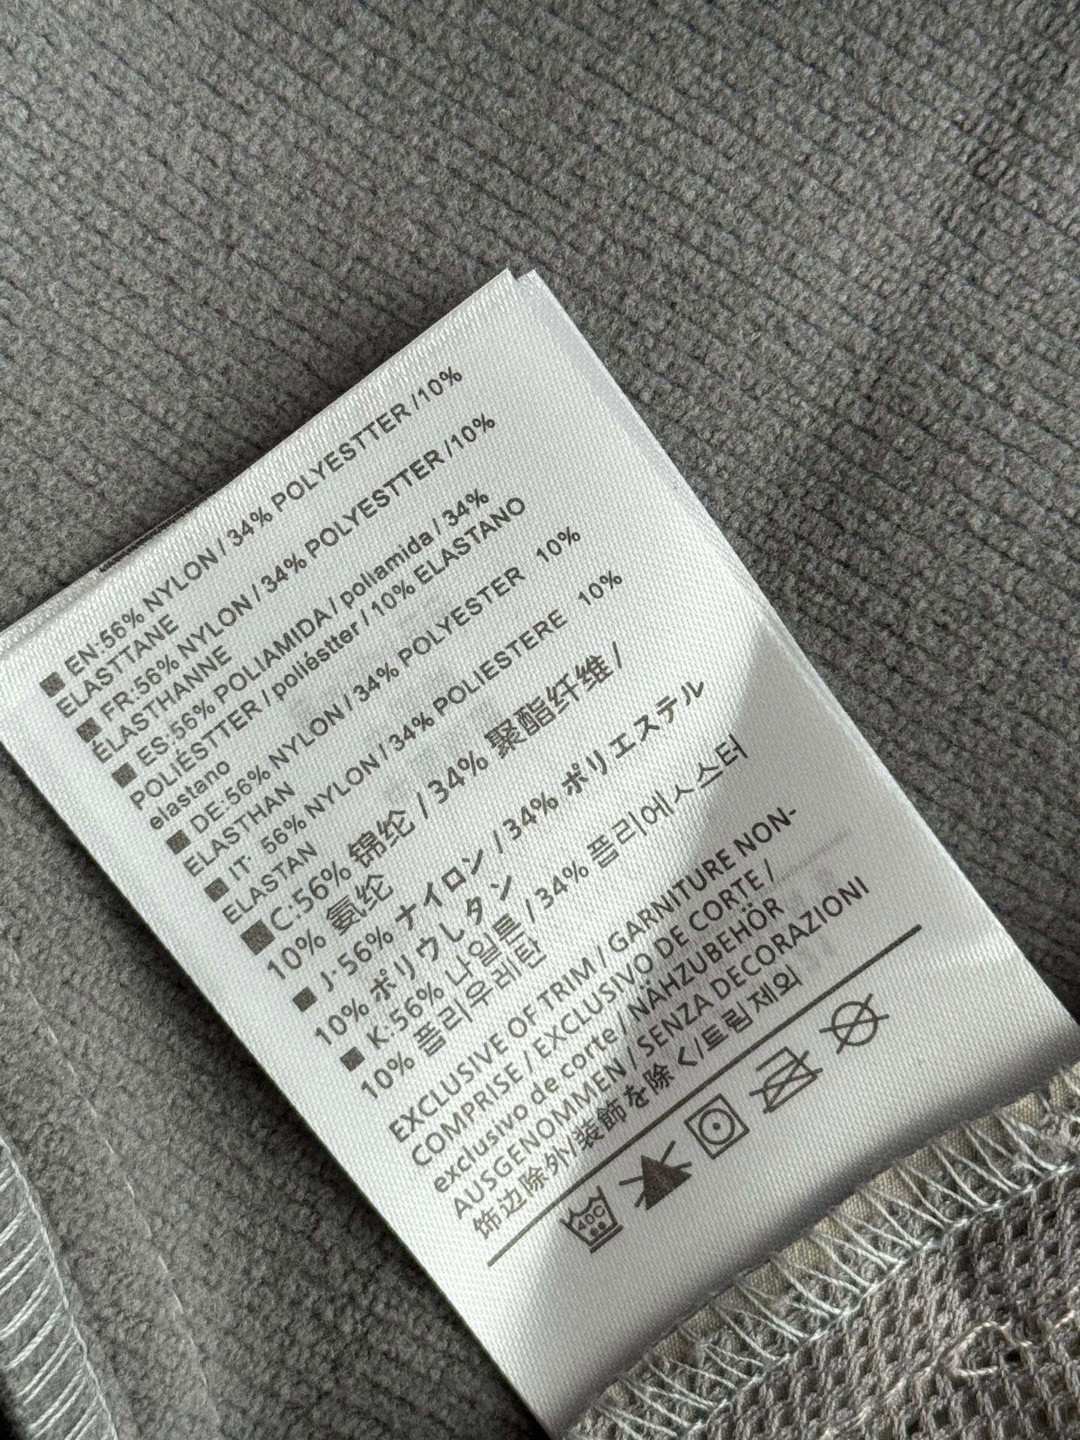 ■ EN:56% NYLON / 34% POLYESTTER /10%
ELASTTANE
■ FR:56% NYLON / 34% POLYESTTER /10%
ÉLASTHANNE
■ ES:56% POLIAMIDA / poliamida / 34%
POLIÉSTTER / poliéstter / 10% ELASTANO
elastano
■ DE:56% NYLON / 34% POLYESTER 10%
ELASTHAN
■ IT· 56% NYLON / 34% POLIESTERE 10%
ELASTAN
■C:56% 锦纶 / 34% 聚酯纤维 /
10% 氨纶
■ J·56% ナイロン / 34% ポリエステル
10% ポリウレタン
■ K:56% 나일론 / 34% 폴리에스터
10% 폴리우레탄
EXCLUSIVE OF TRIM / GARNITURE NON-
COMPRISE / EXCLUSIVO DE CORTE /
exclusivo de corte / NÄHZUBEHÖR
AUSGENOMMEN / SENZA DECORAZIONI
饰边除外/装飾を除く/트림제외
40C